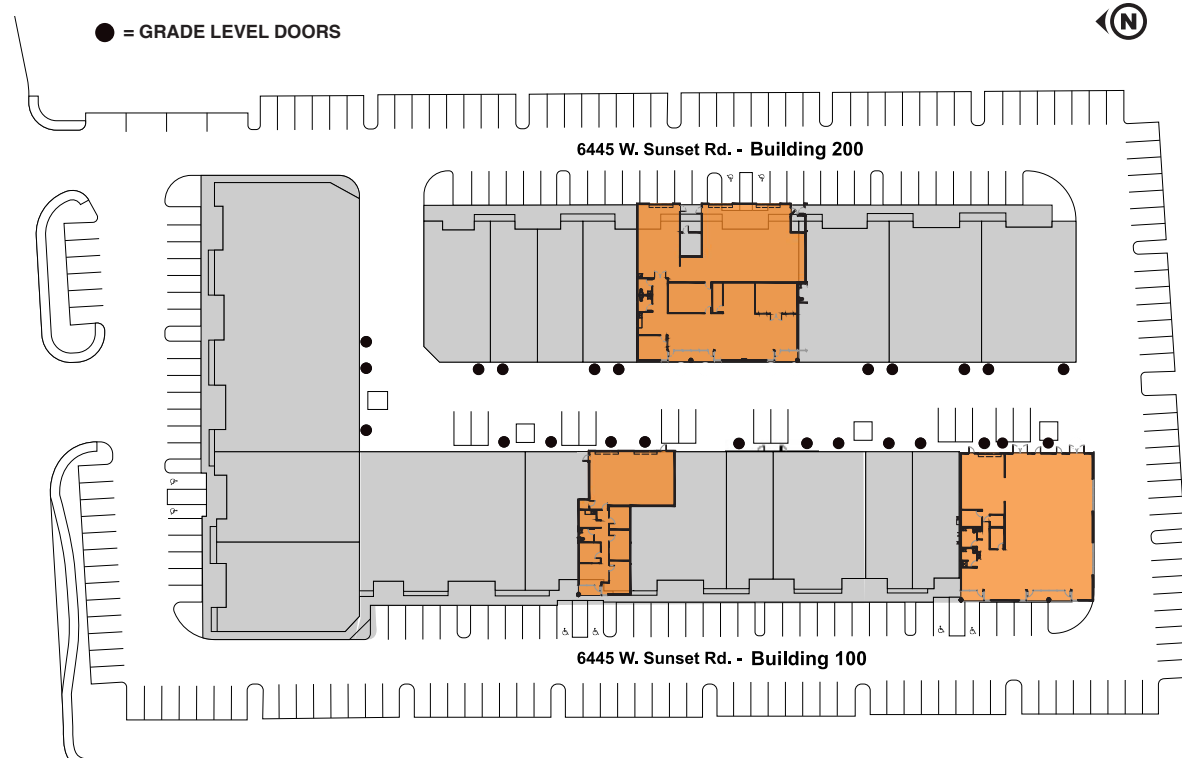 = GRADE LEVEL DOORS
N
6445 W. Sunset Rd. - Building 200
6445 W. Sunset Rd. - Building 100